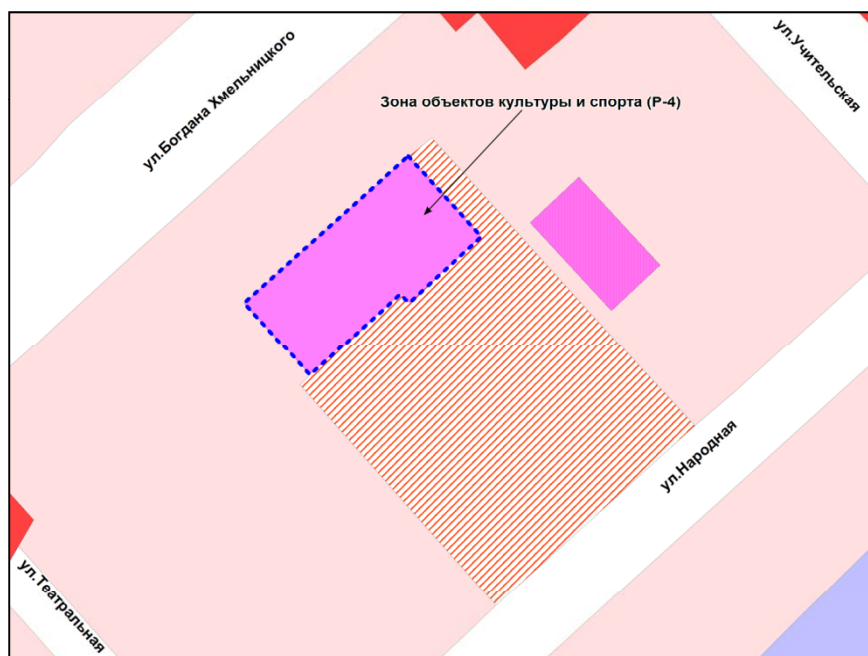 ул.Богдана Хмельницкого
ул.Учительская
Зона объектов культуры и спорта (Р-4)
ул.Народная
ул.Театральная